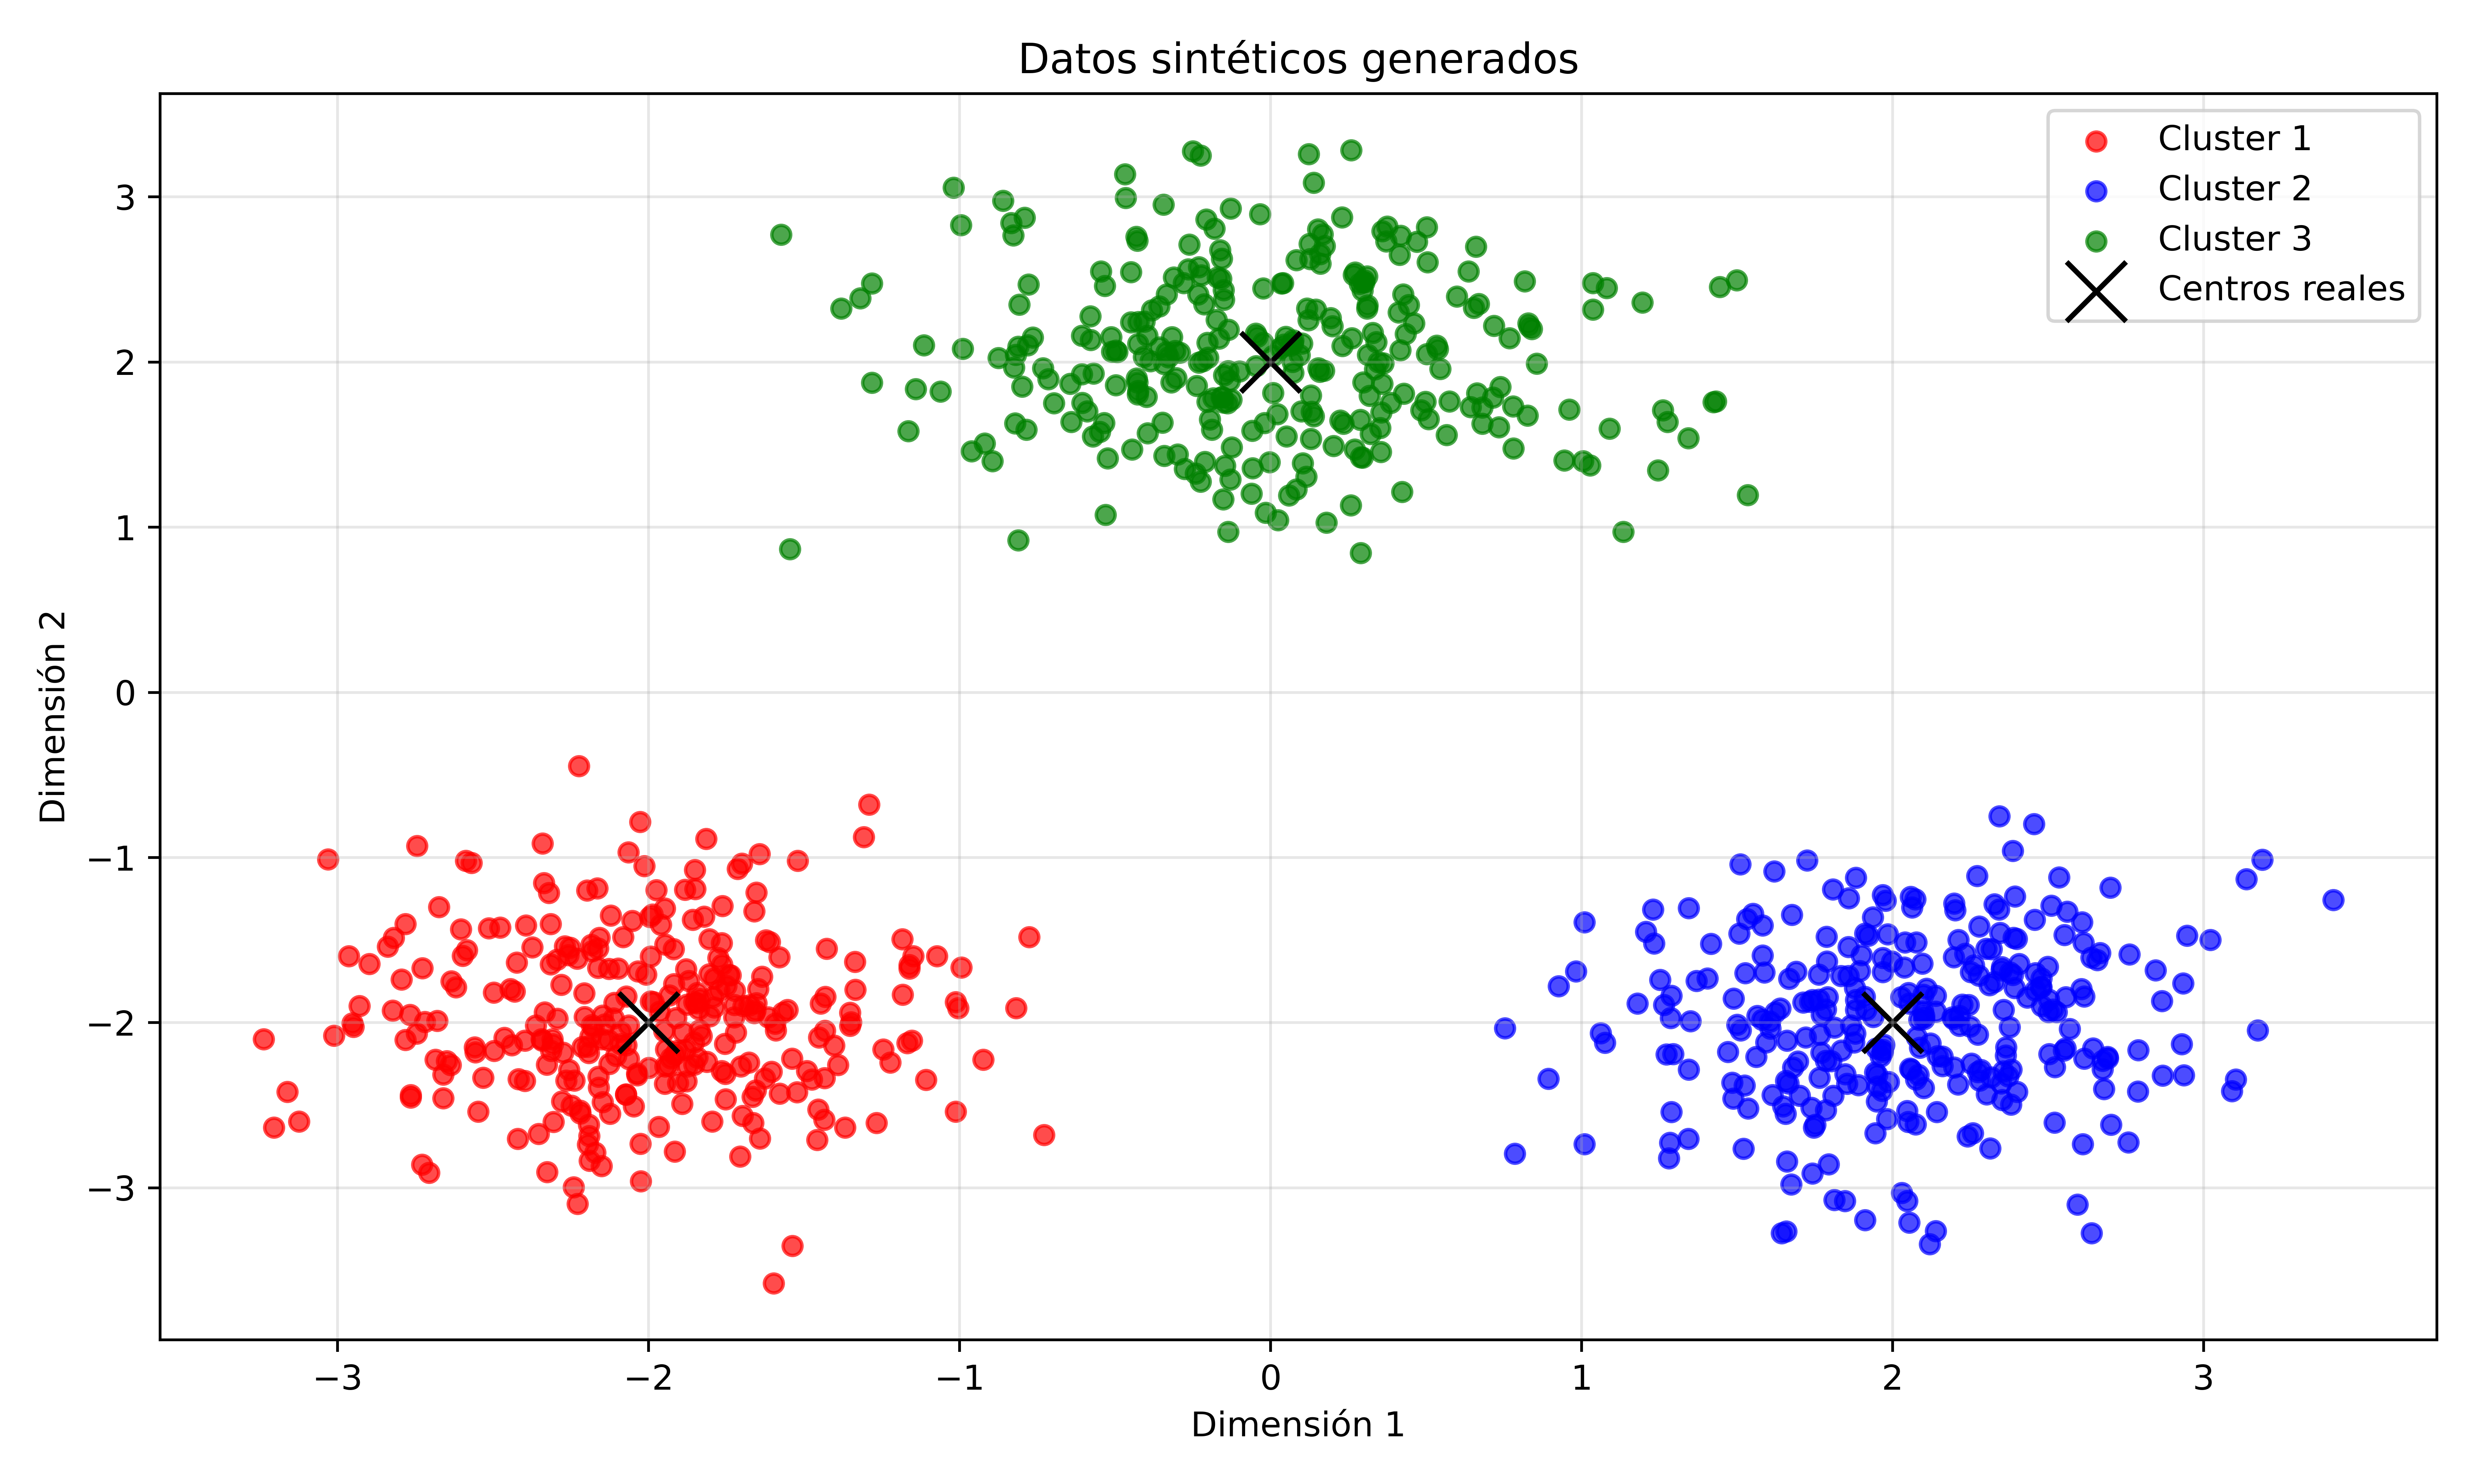 Datos sintéticos generados
Cluster 1
Cluster 2
Cluster 3
Centros reales
Dimensión 2
3
2
1
0
−1
−2
−3
−3
−2
−1
0
1
2
3
Dimensión 1